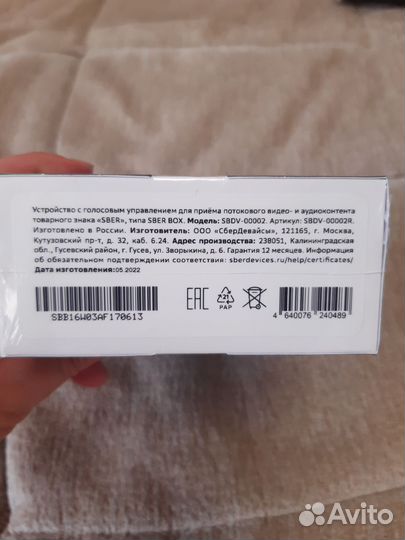 Устройство с голосовым управлением для приёма потокового видео- и аудиоконтента
товарного знака «SBER», типа SBER BOX. Модель: SBDV-00002. Артикул: SBDV-00002R.
Изготовлено в России. Изготовитель: ООО «СберДевайсы», 121165, г. Москва,
Кутузовский пр-т, д. 32, каб. 6.24. Адрес производства: 238051, Калининградская
обл., Гусевский район, г. Гусев, ул. Зворыкина, д. 6. Гарантия 12 месяцев. Информация
об обязательном подтверждении соответствия: sberdevices.ru/help/certificates/
Дата изготовления: 05.2022
SBB16W03AF170613
EAC
21
PAP
4 640076 240489
Avito